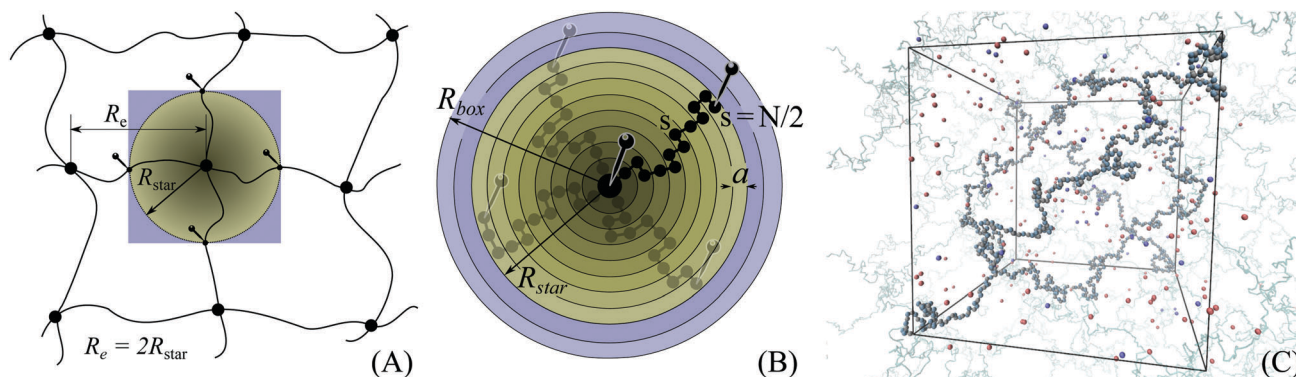 R_e
R_star
R_e = 2R_star
(A)
R_box
s
s = N/2
a
R_star
(B)
(C)